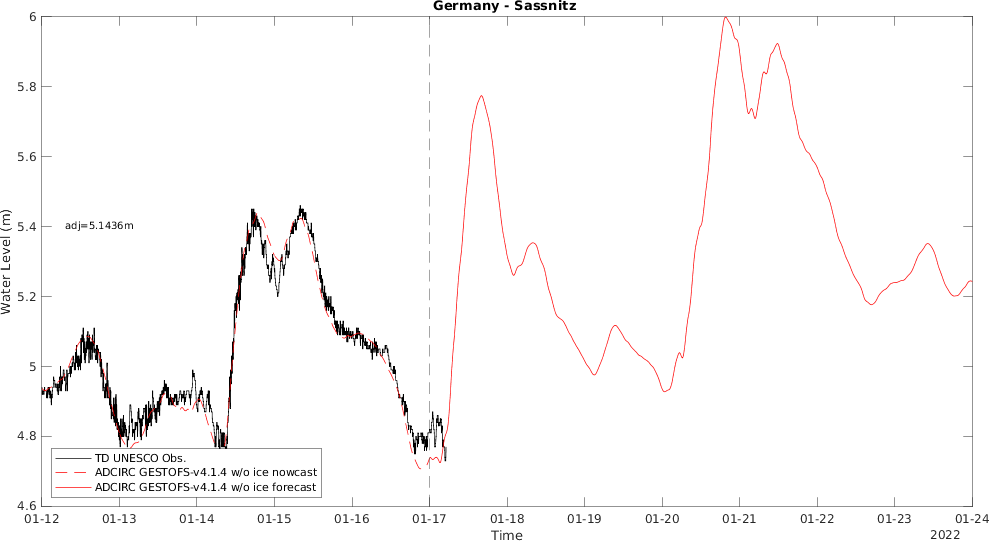 Germany - Sassnitz
6
5.8
5.6
5.4
5.2
5
4.8
4.6
Water Level (m)
adj=5.1436m
TD UNESCO Obs.
ADCIRC GESTOFS-v4.1.4 w/o ice nowcast
ADCIRC GESTOFS-v4.1.4 w/o ice forecast
01-12 01-13 01-14 01-15 01-16 01-17 01-18 01-19 01-20 01-21 01-22 01-23 01-24
Time
2022